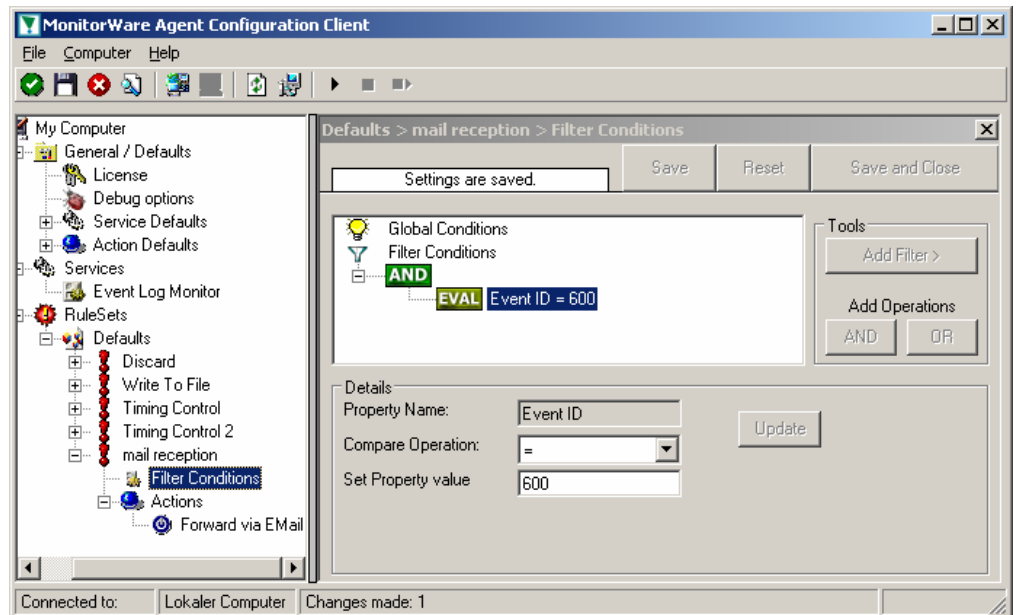 MonitorWare Agent Configuration Client
File Computer Help
My Computer
General / Defaults
License
Debug options
Service Defaults
Action Defaults
Services
Event Log Monitor
RuleSets
Defaults
Discard
Write To File
Timing Control
Timing Control 2
mail reception
Filter Conditions
Actions
Forward via EMail
Defaults > mail reception > Filter Conditions
Settings are saved.
Save
Reset
Save and Close
Global Conditions
Filter Conditions
AND
EVAL Event ID = 600
Tools
Add Filter >
Add Operations
AND OR
Details
Property Name: Event ID
Compare Operation: =
Set Property value 600
Update
Connected to: Lokaler Computer Changes made: 1